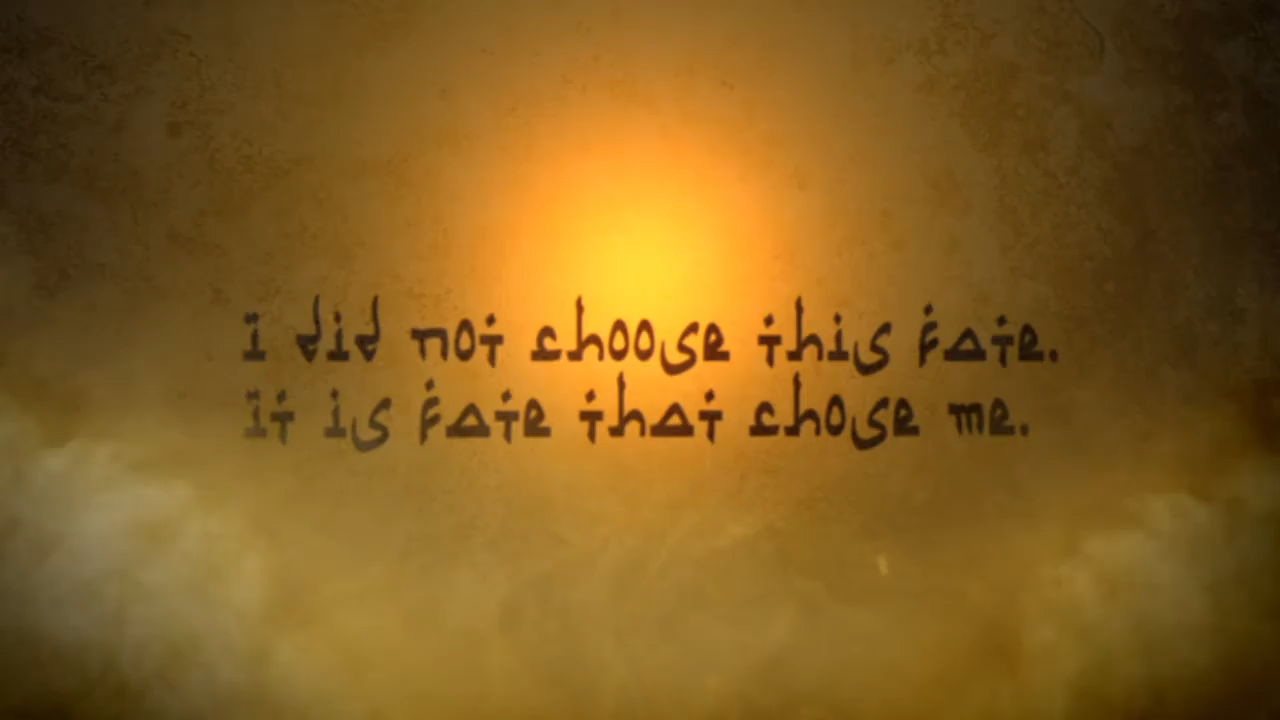 I did not choose this fate.
It is fate that chose me.